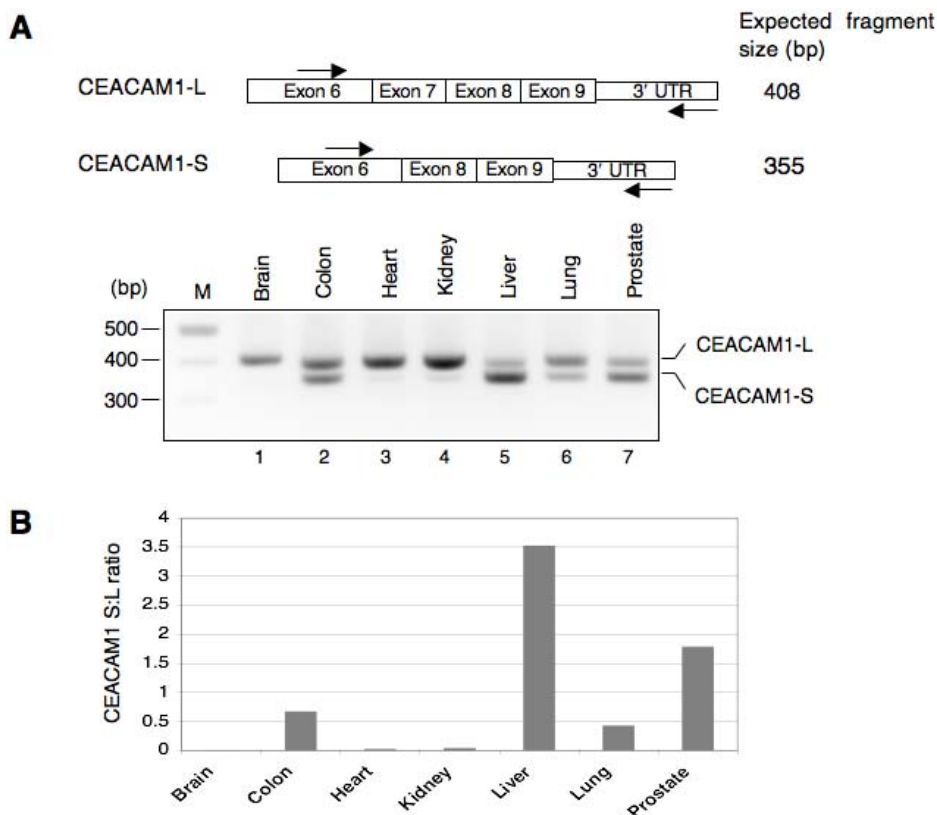 A
Expected fragment
size (bp)
CEACAM1-L
Exon 6 Exon 7 Exon 8 Exon 9 3′ UTR
408
CEACAM1-S
Exon 6 Exon 8 Exon 9 3′ UTR
355
(bp) M Brain Colon Heart Kidney Liver Lung Prostate
500
400
300
CEACAM1-L
CEACAM1-S
1 2 3 4 5 6 7
B
CEACAM1 S:L ratio
4
3.5
3
2.5
2
1.5
1
0.5
0
Brain Colon Heart Kidney Liver Lung Prostate